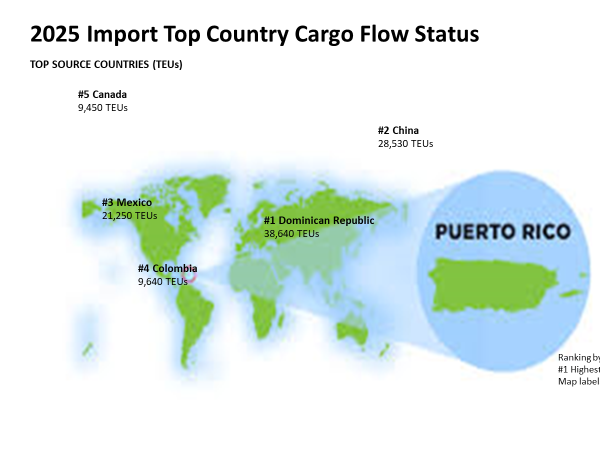 2025 Import Top Country Cargo Flow Status
TOP SOURCE COUNTRIES (TEUs)
#5 Canada
9,450 TEUs
#2 China
28,530 TEUs
#3 Mexico
21,250 TEUs
#1 Dominican Republic
38,640 TEUs
PUERTO RICO
#4 Colombia
9,640 TEUs
Ranking by
#1 Highest
Map label